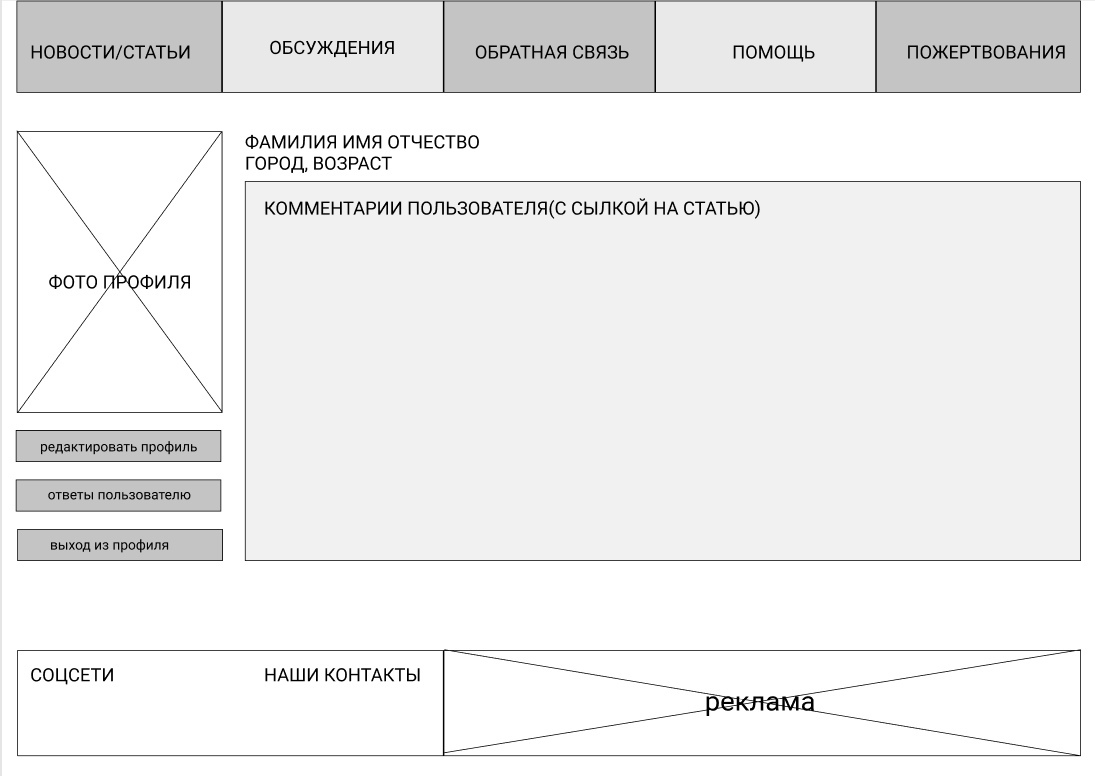 НОВОСТИ/СТАТЬИ
ОБСУЖДЕНИЯ
ОБРАТНАЯ СВЯЗЬ
ПОМОЩЬ
ПОЖЕРТВОВАНИЯ
ФАМИЛИЯ ИМЯ ОТЧЕСТВО
ГОРОД, ВОЗРАСТ
КОММЕНТАРИИ ПОЛЬЗОВАТЕЛЯ(С СЫЛКОЙ НА СТАТЬЮ)
ФОТО ПРОФИЛЯ
редактировать профиль
ответы пользователю
выход из профиля
СОЦСЕТИ
НАШИ КОНТАКТЫ
реклама